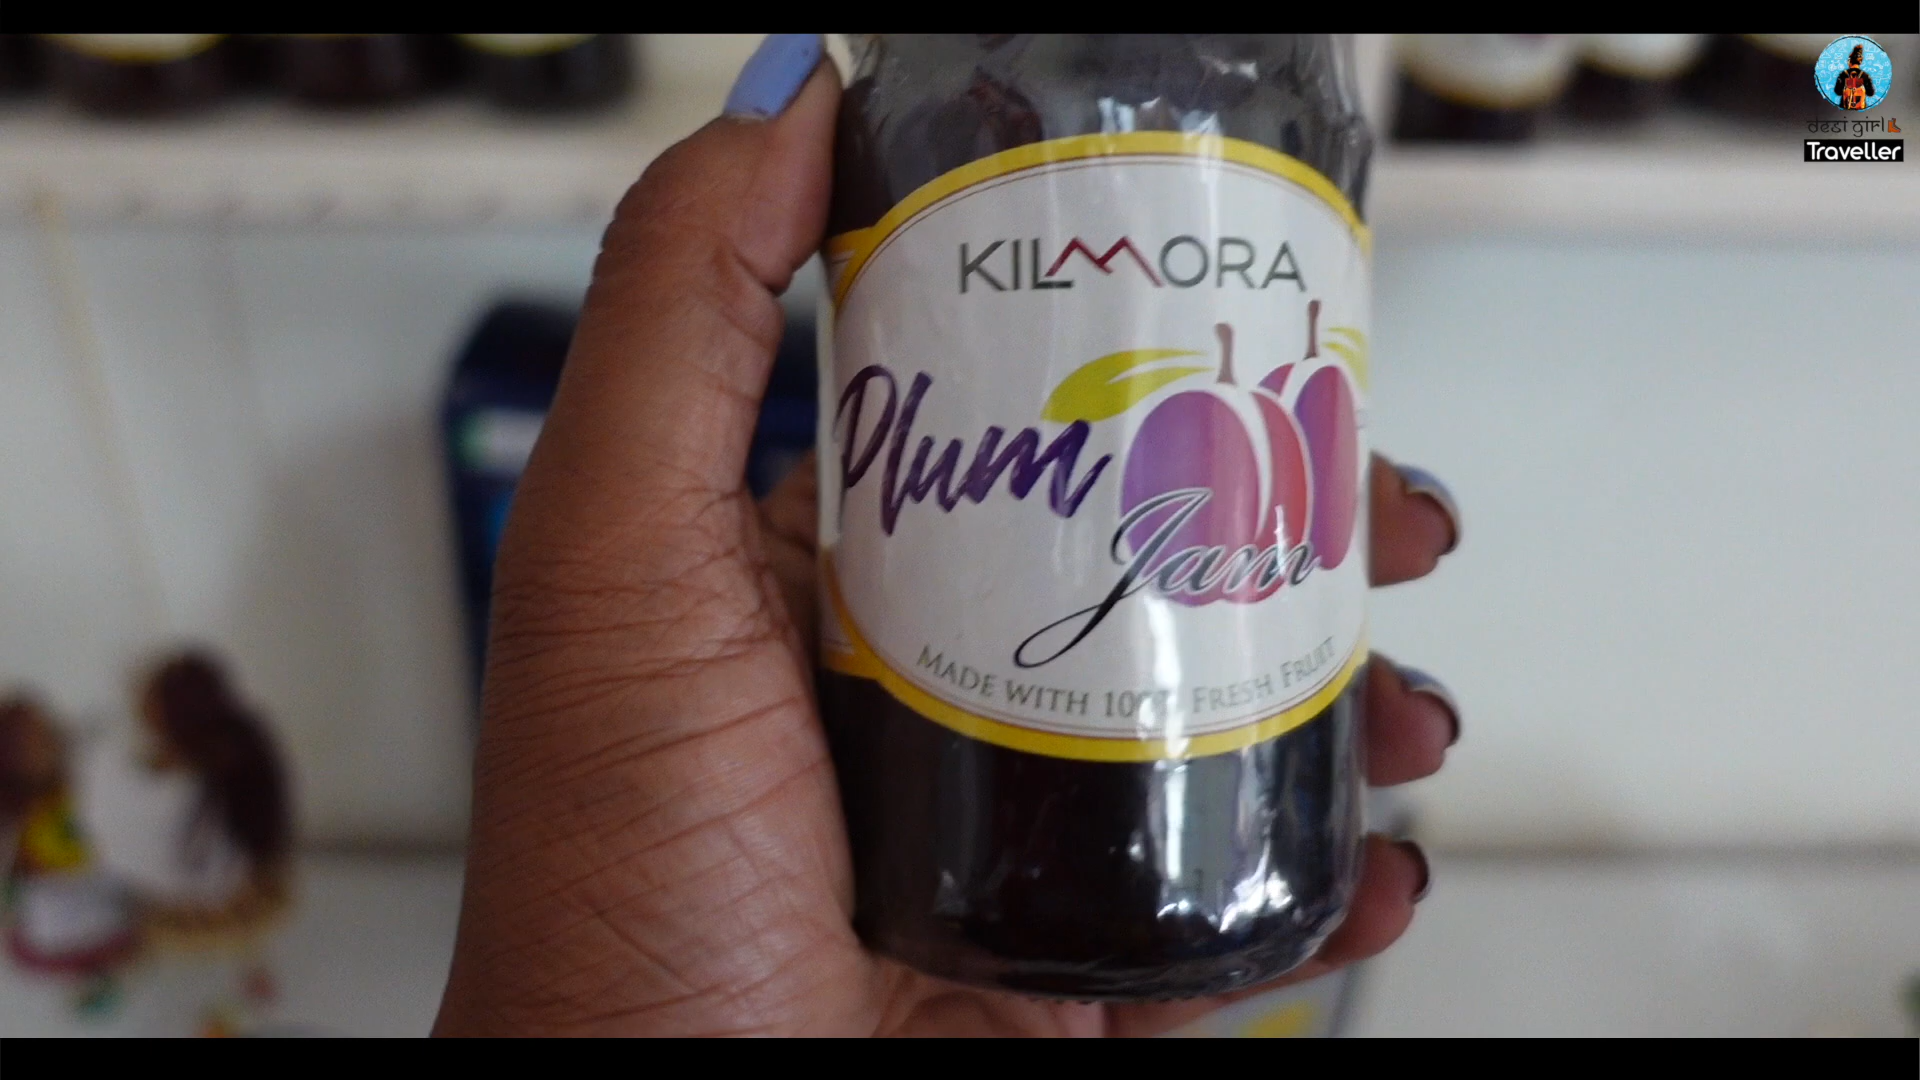 KILMORA
Plum
Jam
MADE WITH 100% FRESH FRUIT
desi girl
Traveller